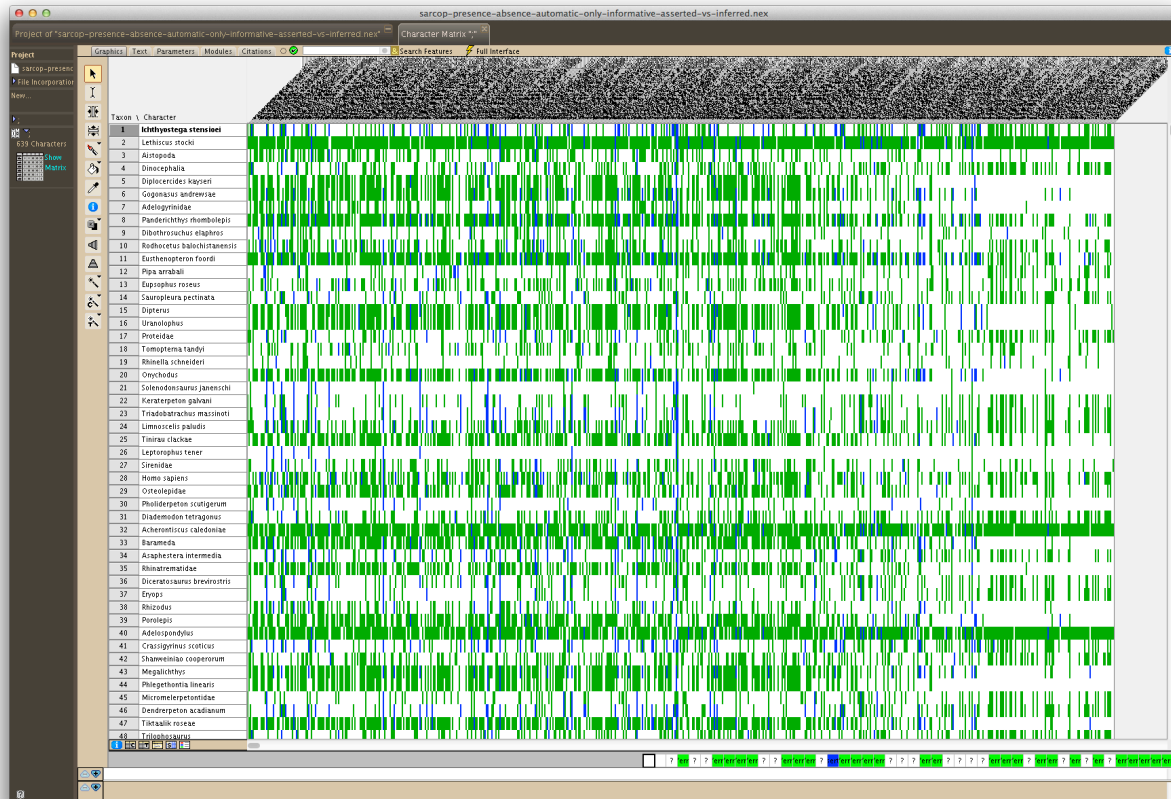 sarcop-presence-absence-automatic-only-informative-asserted-vs-inferred.nex
Project of "sarcop-presence-absence-automatic-only-informative-asserted-vs-inferred.nex"
Character Matrix ";"
Project
Graphics Text Parameters Modules Citations
Search Features
Full Interface
sarcop-presenc
File Incorporation
New...
639 Characters
Show
Matrix
Taxon \ Character
1 Ichthyostega stensioei
2 Lethiscus stocki
3 Aistopoda
4 Dinocephalia
5 Diplocercides kayseri
6 Gogonasus andrewsae
7 Adelogyrinidae
8 Panderichthys rhombolepis
9 Dibothrosuchus elaphros
10 Rodhocetus balochistanensis
11 Eusthenopteron foordi
12 Pipa arrabali
13 Eupsophus roseus
14 Sauropleura pectinata
15 Dipterus
16 Uranolophus
17 Proteidae
18 Tomopterna tandyi
19 Rhinella schneideri
20 Onychodus
21 Solenodonsaurus janenschi
22 Keraterpeton galvani
23 Triadobatrachus massinoti
24 Limnoscelis paludis
25 Tinirau clackae
26 Leptorophus tener
27 Sirenidae
28 Homo sapiens
29 Osteolepidae
30 Pholiderpeton scutigerum
31 Diademodon tetragonus
32 Acherontiscus caledoniae
33 Barameda
34 Asaphestera intermedia
35 Rhinatrematidae
36 Diceratosaurus brevirostris
37 Eryops
38 Rhizodus
39 Porolepis
40 Adelospondylus
41 Crassigyrinus scoticus
42 Shanweiniao cooperorum
43 Megalichthys
44 Phlegethontia linearis
45 Micromelerpetontidae
46 Dendrerpeton acadianum
47 Tiktaalik roseae
48 Trilophosaurus